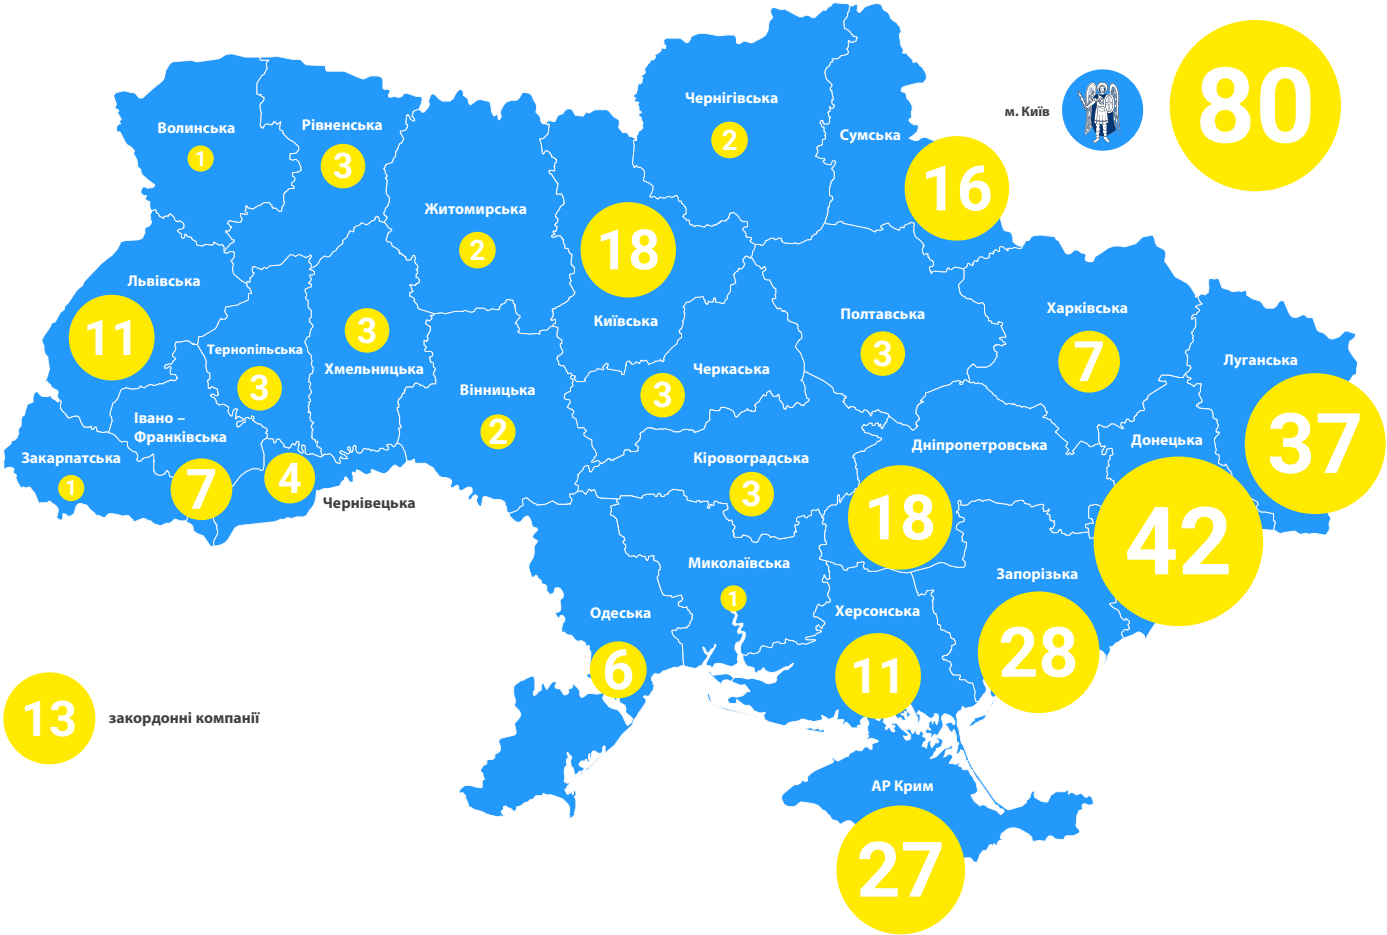 80
м. Київ
Чернігівська
2
Сумська
16
Волинська
1
Рівненська
3
Житомирська
2
18
Київська
Львівська
11
Тернопільська
3
3
Хмельницька
Вінницька
2
Черкаська
3
Полтавська
3
Харківська
7
Луганська
37
Івано –
Франківська
7
Закарпатська
1
4
Чернівецька
Кіровоградська
3
Дніпропетровська
18
Донецька
42
Миколаївська
1
Запорізька
28
Одеська
6
Херсонська
11
13
закордонні компанії
АР Крим
27